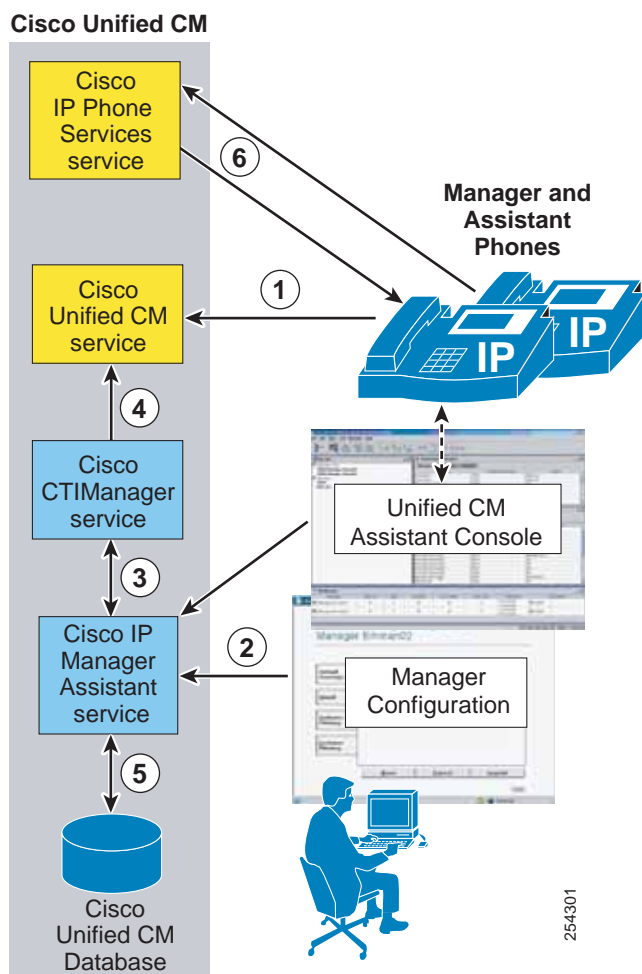 Cisco Unified CM
Cisco
IP Phone
Services
service
6
Manager and
Assistant
Phones
Cisco
Unified CM
service
1
IP
IP
4
Cisco
CTIManager
service
Unified CM
Assistant Console
3
Cisco IP
Manager
Assistant
service
2
Manager
Configuration
5
Cisco
Unified CM
Database
254301